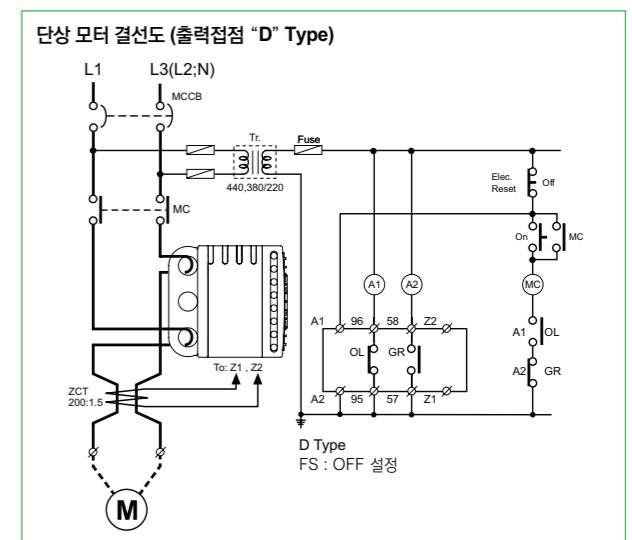 단상 모터 결선도 (출력접점 “D” Type)
L1 L3(L2;N)
MCCB
Tr.
Fuse
440,380/220
Elec.
Reset
Off
MC
On
MC
A1
A2
MC
A1 96 58 Z2
OL
GR
A1
OL
A2
GR
A2 95 57 Z1
To: Z1 , Z2
ZCT
200:1.5
D Type
FS : OFF 설정
M